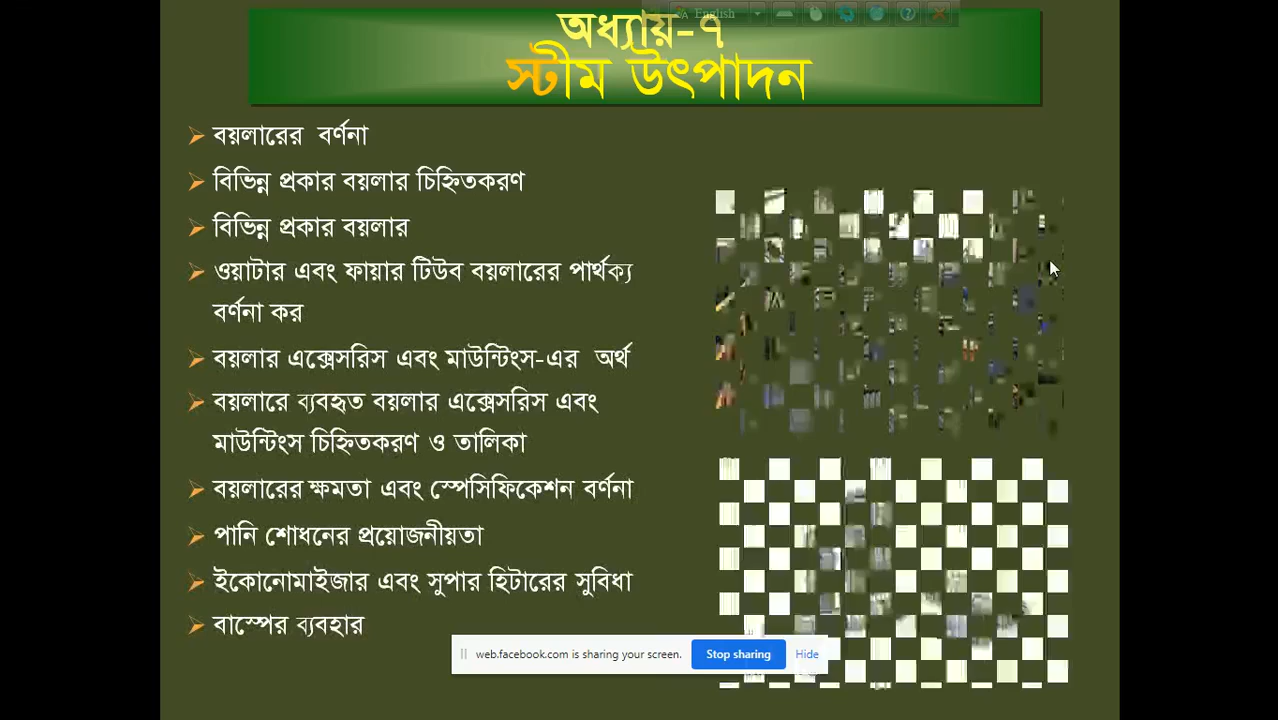 English
অধ্যায়-৭
স্টীম উৎপাদন
বয়লারের বর্ণনা
বিভিন্ন প্রকার বয়লার চিহ্নিতকরণ
বিভিন্ন প্রকার বয়লার
ওয়াটার এবং ফায়ার টিউব বয়লারের পার্থক্য
বর্ণনা কর
বয়লার এক্সেসরিস এবং মাউন্টিংস-এর অর্থ
বয়লারে ব্যবহৃত বয়লার এক্সেসরিস এবং
মাউন্টিংস চিহ্নিতকরণ ও তালিকা
বয়লারের ক্ষমতা এবং স্পেসিফিকেশন বর্ণনা
পানি শোধনের প্রয়োজনীয়তা
ইকোনোমাইজার এবং সুপার হিটারের সুবিধা
বাস্পের ব্যবহার
web.facebook.com is sharing your screen. Stop sharing Hide